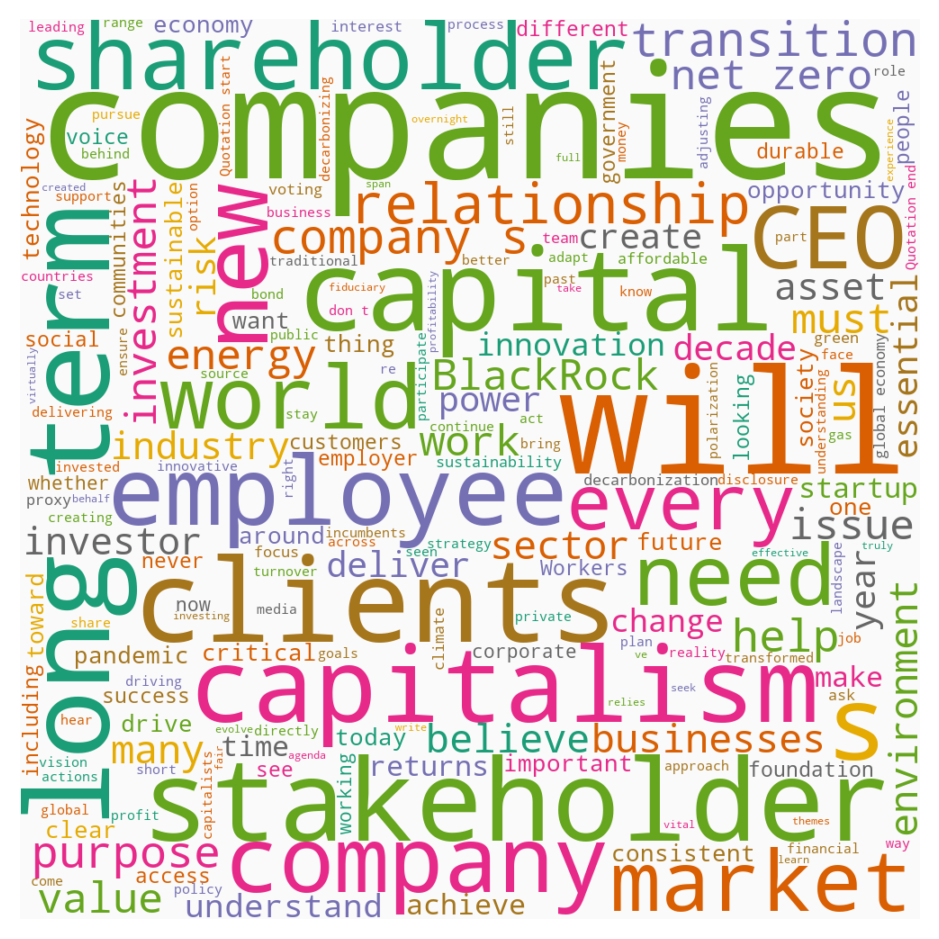 leading
range
economy
interest
process
different
shareholder
transition
net zero
role
companies
pursue
overnight
technology
voice
behind
Quotation start
decarbonizing
still
full
government
money
adjusting
durable
people
experience
created
support
countries
set
communities
investment
sustainable
option
risk
new
voting
business
traditional
span
relationship
company s
team
better
create
adapt
past
affordable
opportunity
CEO
part
Quotation end
long term
social
virtually
delivering
ensure
want
bond
public
fiduciary
don t
capital
profitability
take
know
asset
must
green
essential
energy
thing
source
stay
re
participate
innovation
decade
society
face
us
gas
global economy
world
BlackRock
power
continue
act
bring
will
polarization
looking
understanding
industry
customers
employer
work
sustainability
invested
innovative
right
whether
proxy
behalf
creating
employee
decarbonization
disclosure
every
startup
one
issue
investor
around
incumbents
across
seen
strategy
sector
future
effective
truly
never
focus
turnover
deliver
Workers
need
landscape
year
environment
toward
share
now
investing
media
clients
climate
private
change
plan
ve
reality
help
job
pandemic
critical
goals
corporate
transformed
including
success
driving
capitalism
relies
seek
make
ask
hear
drive
evolve
directly
write
vision
actions
many
short
capitalists
fair
time
see
agenda
today
working
believe
businesses
s
returns
important
approach
foundation
global
profit
stakeholder
vital
themes
clear
purpose
access
company
consistent
financial
learn
way
come
value
policy
understand
achieve
market